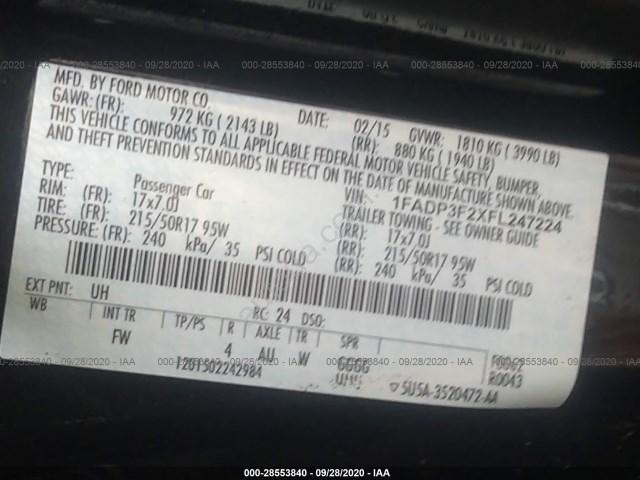 000-28553840 - 09/28/2020 - IAA
MFD. BY FORD MOTOR CO.
DATE: 02/15 GVWR: 1810 KG ( 3990 LB)
GAWR: (FR): 972 KG ( 2143 LB) (RR): 880 KG ( 1940 LB)
THIS VEHICLE CONFORMS TO ALL APPLICABLE FEDERAL MOTOR VEHICLE SAFETY, BUMPER,
AND THEFT PREVENTION STANDARDS IN EFFECT ON THE DATE OF MANUFACTURE SHOWN ABOVE.
VIN: 1FADP3F2XFL247224
TYPE: Passenger Car TRAILER TOWING - SEE OWNER GUIDE
RIM: (FR): 17x7.0J (RR): 17x7.0J
TIRE: (FR): 215/50R17 95W (RR): 215/50R17 95W
PRESSURE: (FR): 240 kPa/ 35 PSI COLD (RR): 240 kPa/ 35 PSI COLD
EXT PNT: UH RC: 24 DSO:
WB INT TR TP/PS R AXLE TR SPR
FW 4 W GGGG F0062
UHG R0043
1201502242984 ▽ 5U5A-3520472-AA
000-28553840 - 09/28/2020 - IAA